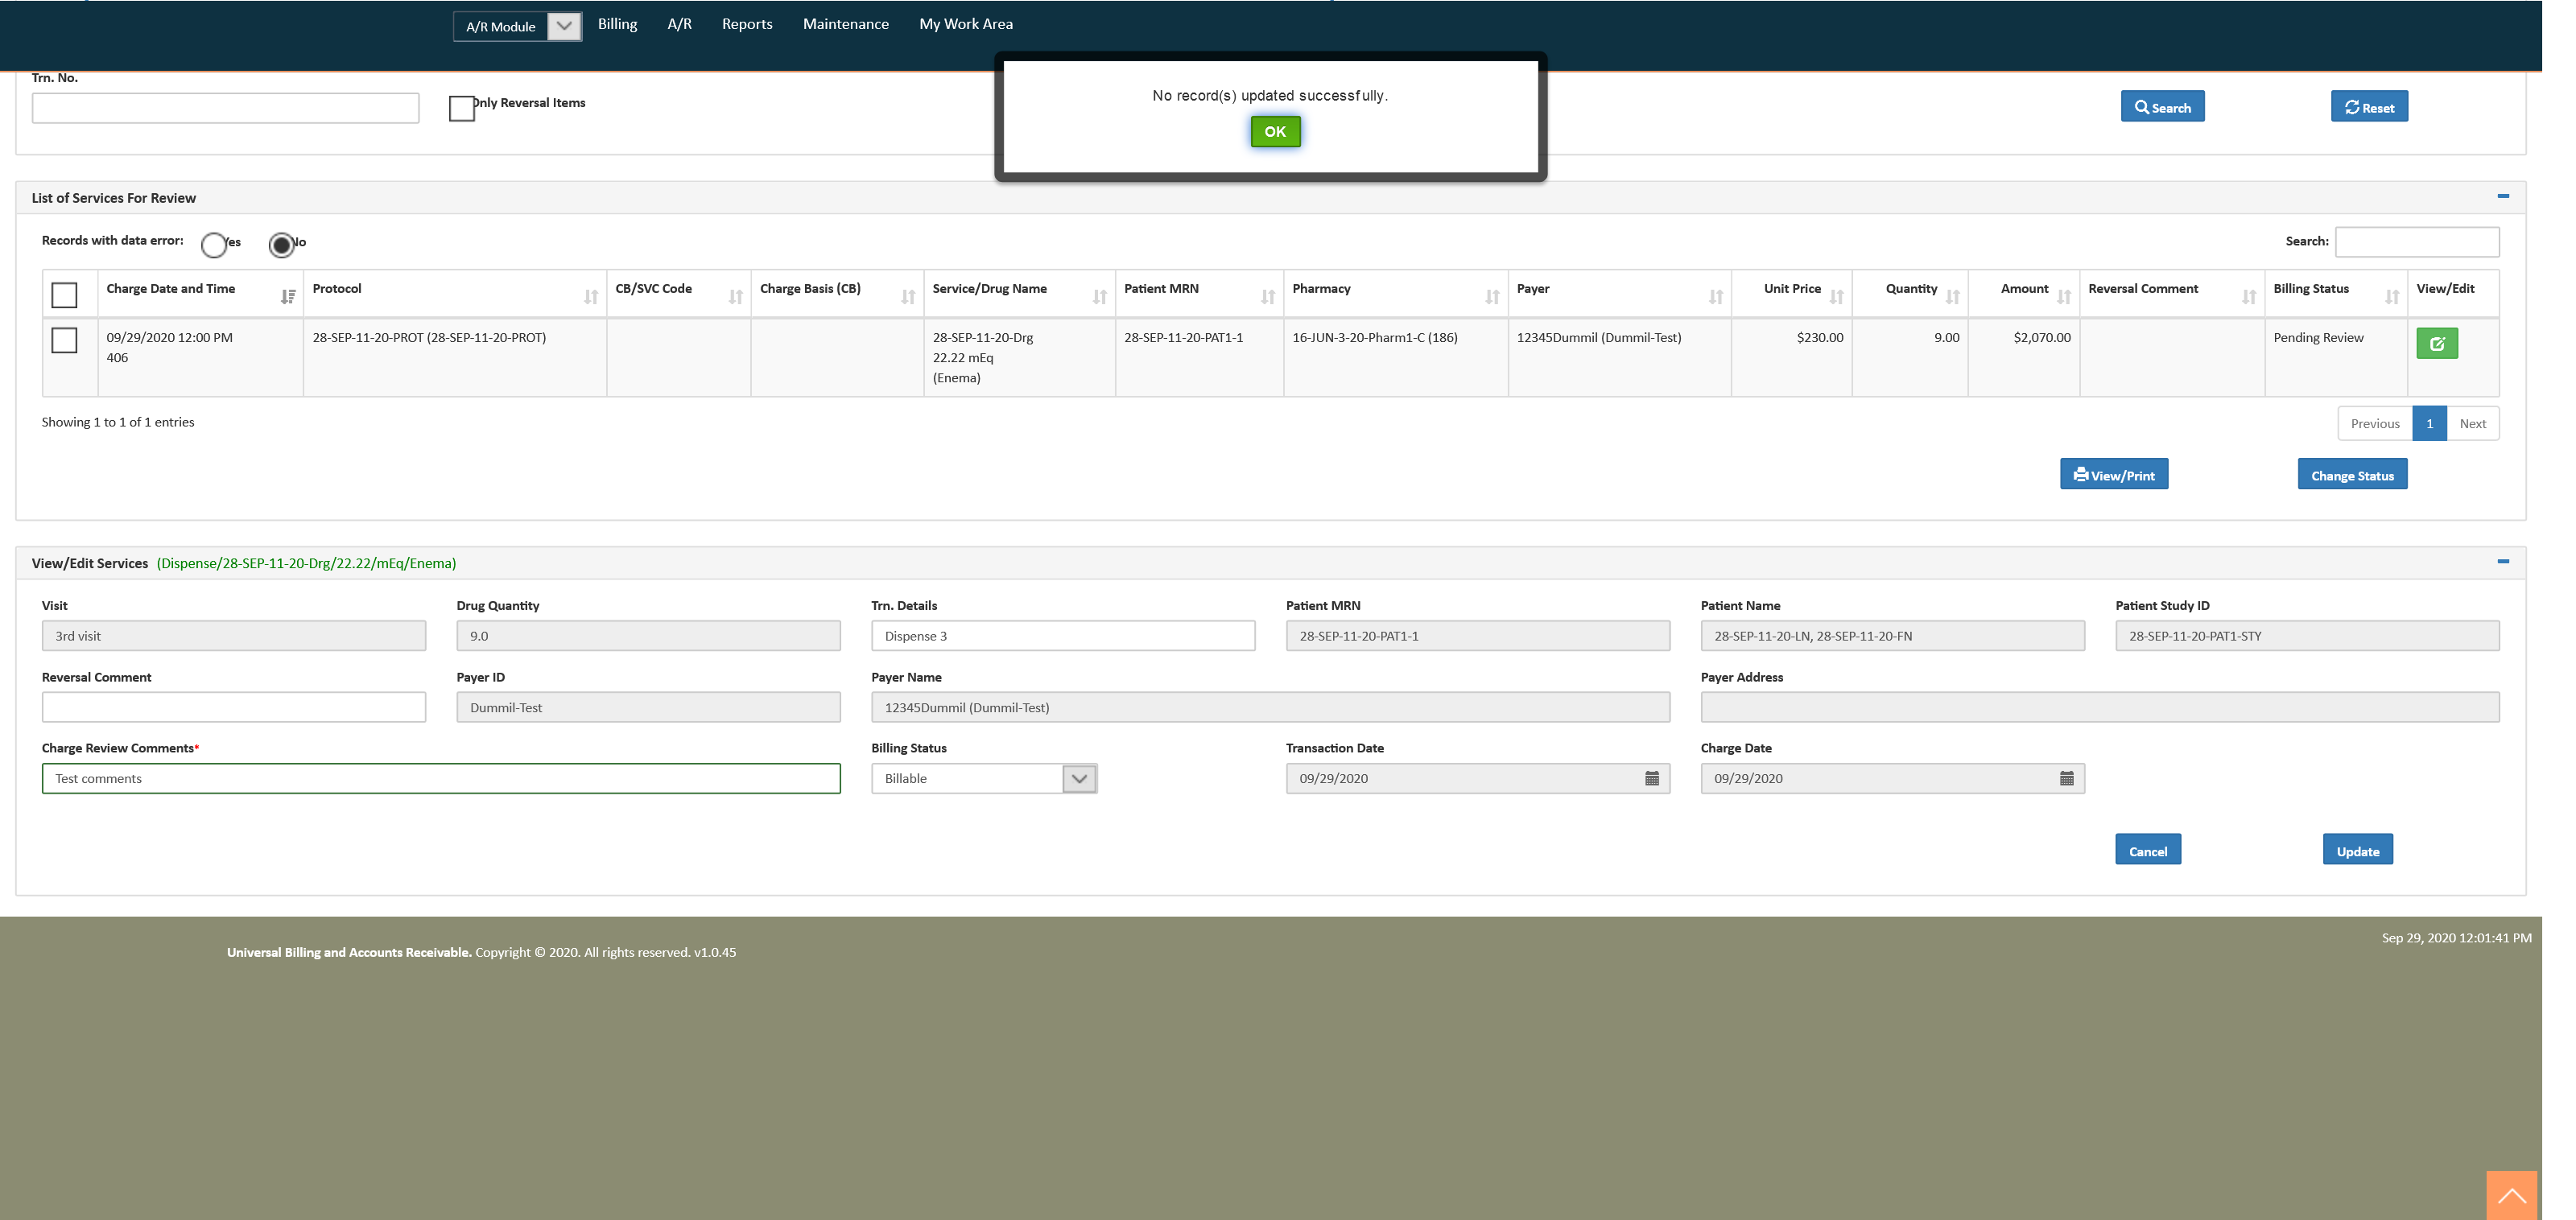 A/R Module Billing A/R Reports Maintenance My Work Area
No record(s) updated successfully.
OK
Trn. No.
Only Reversal Items
Search Reset
List of Services For Review
Records with data error: Yes No Search:
Charge Date and Time Protocol CB/SVC Code Charge Basis (CB) Service/Drug Name Patient MRN Pharmacy Payer Unit Price Quantity Amount Reversal Comment Billing Status View/Edit
09/29/2020 12:00 PM 28-SEP-11-20-PROT (28-SEP-11-20-PROT) 28-SEP-11-20-Drg 28-SEP-11-20-PAT1-1 16-JUN-3-20-Pharm1-C (186) 12345Dummil (Dummil-Test) $230.00 9.00 $2,070.00 Pending Review
406 22.22 mEq
(Enema)
Showing 1 to 1 of 1 entries Previous 1 Next
View/Print Change Status
View/Edit Services (Dispense/28-SEP-11-20-Drg/22.22/mEq/Enema)
Visit Drug Quantity Trn. Details Patient MRN Patient Name Patient Study ID
3rd visit 9.0 Dispense 3 28-SEP-11-20-PAT1-1 28-SEP-11-20-LN, 28-SEP-11-20-FN 28-SEP-11-20-PAT1-STY
Reversal Comment Payer ID Payer Name Payer Address
Dummil-Test 12345Dummil (Dummil-Test)
Charge Review Comments* Billing Status Transaction Date Charge Date
Test comments Billable 09/29/2020 09/29/2020
Cancel Update
Sep 29, 2020 12:01:41 PM
Universal Billing and Accounts Receivable. Copyright © 2020. All rights reserved. v1.0.45